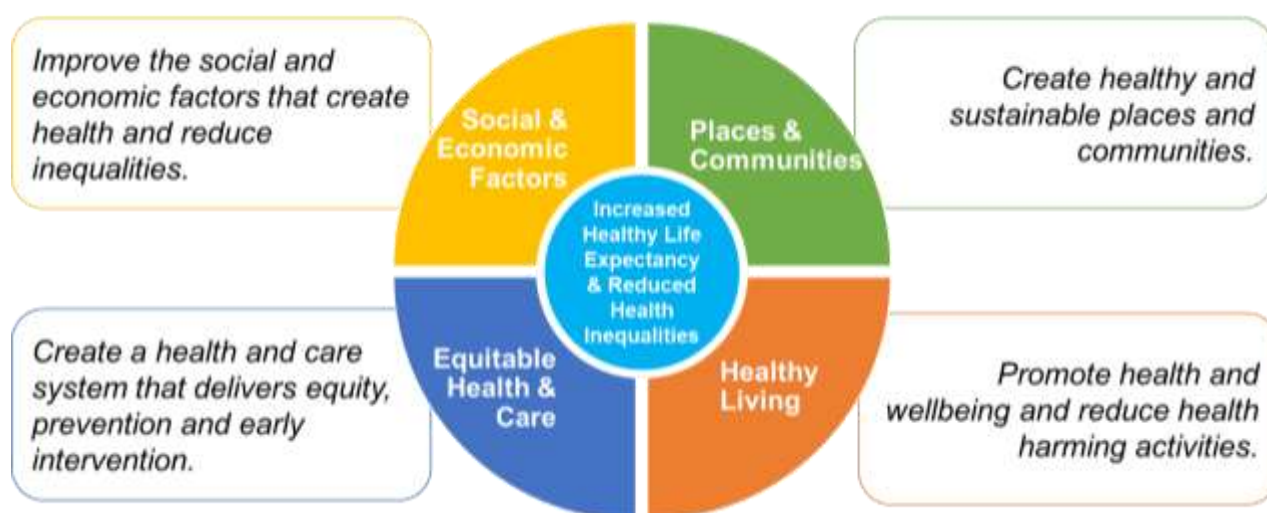 Improve the social and
economic factors that create
health and reduce
inequalities.
Social &
Economic
Factors
Places &
Communities
Create healthy and
sustainable places and
communities.
Increased
Healthy Life
Expectancy
& Reduced
Health
Inequalities
Create a health and care
system that delivers equity,
prevention and early
intervention.
Equitable
Health &
Care
Healthy
Living
Promote health and
wellbeing and reduce health
harming activities.